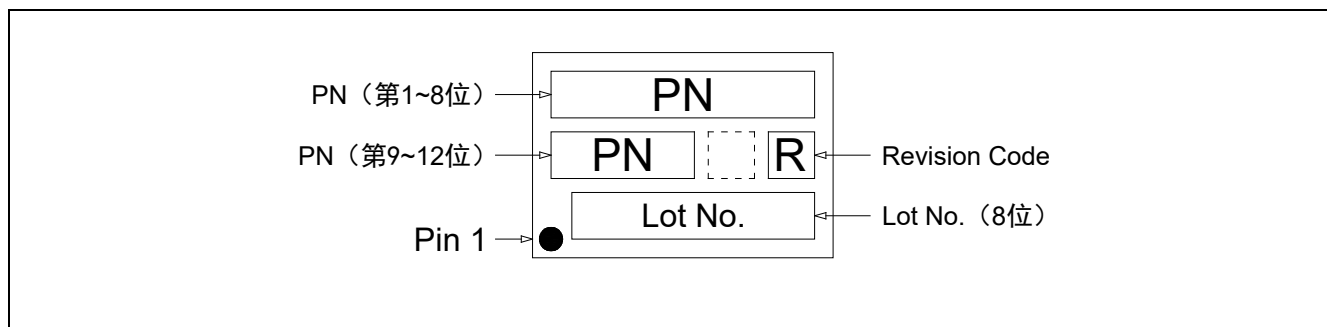 PN（第1~8位） PN
PN（第9~12位） PN R Revision Code
Lot No. Lot No.（8位）
Pin 1